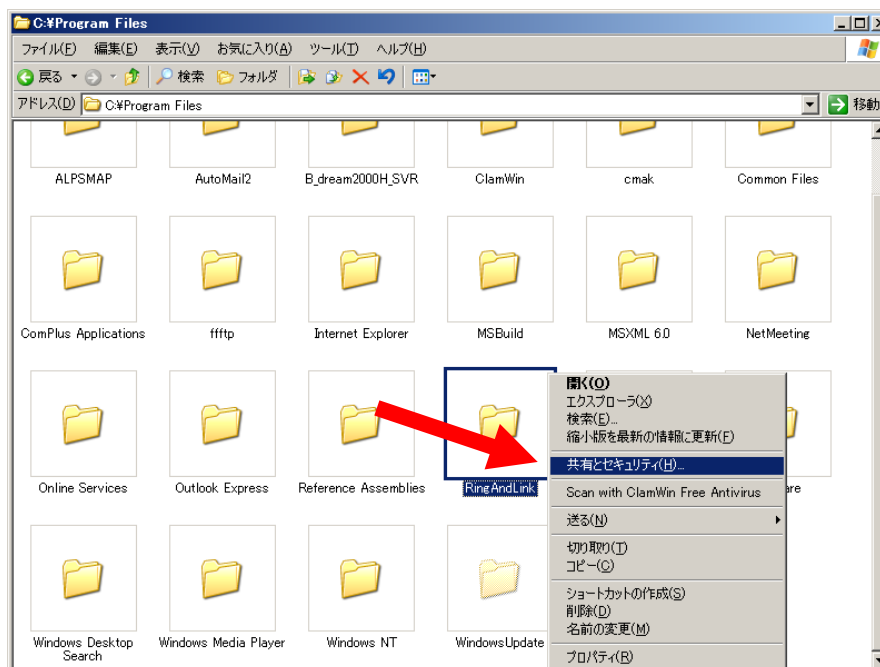 C:¥Program Files
ファイル(F) 編集(E) 表示(V) お気に入り(A) ツール(T) ヘルプ(H)
戻る 検索 フォルダ
アドレス(D) C:¥Program Files 移動
ALPSMAP AutoMail2 B_dream2000H_SVR ClamWin cmak Common Files
ComPlus Applications ffftp Internet Explorer MSBuild MSXML 6.0 NetMeeting
Online Services Outlook Express Reference Assemblies RingAndLink are
Windows Desktop Search Windows Media Player Windows NT WindowsUpdate
開く(O)
エクスプローラ(X)
検索(E)...
縮小版を最新の情報に更新(F)
共有とセキュリティ(H)...
Scan with ClamWin Free Antivirus
送る(N)
切り取り(T)
コピー(C)
ショートカットの作成(S)
削除(D)
名前の変更(M)
プロパティ(R)